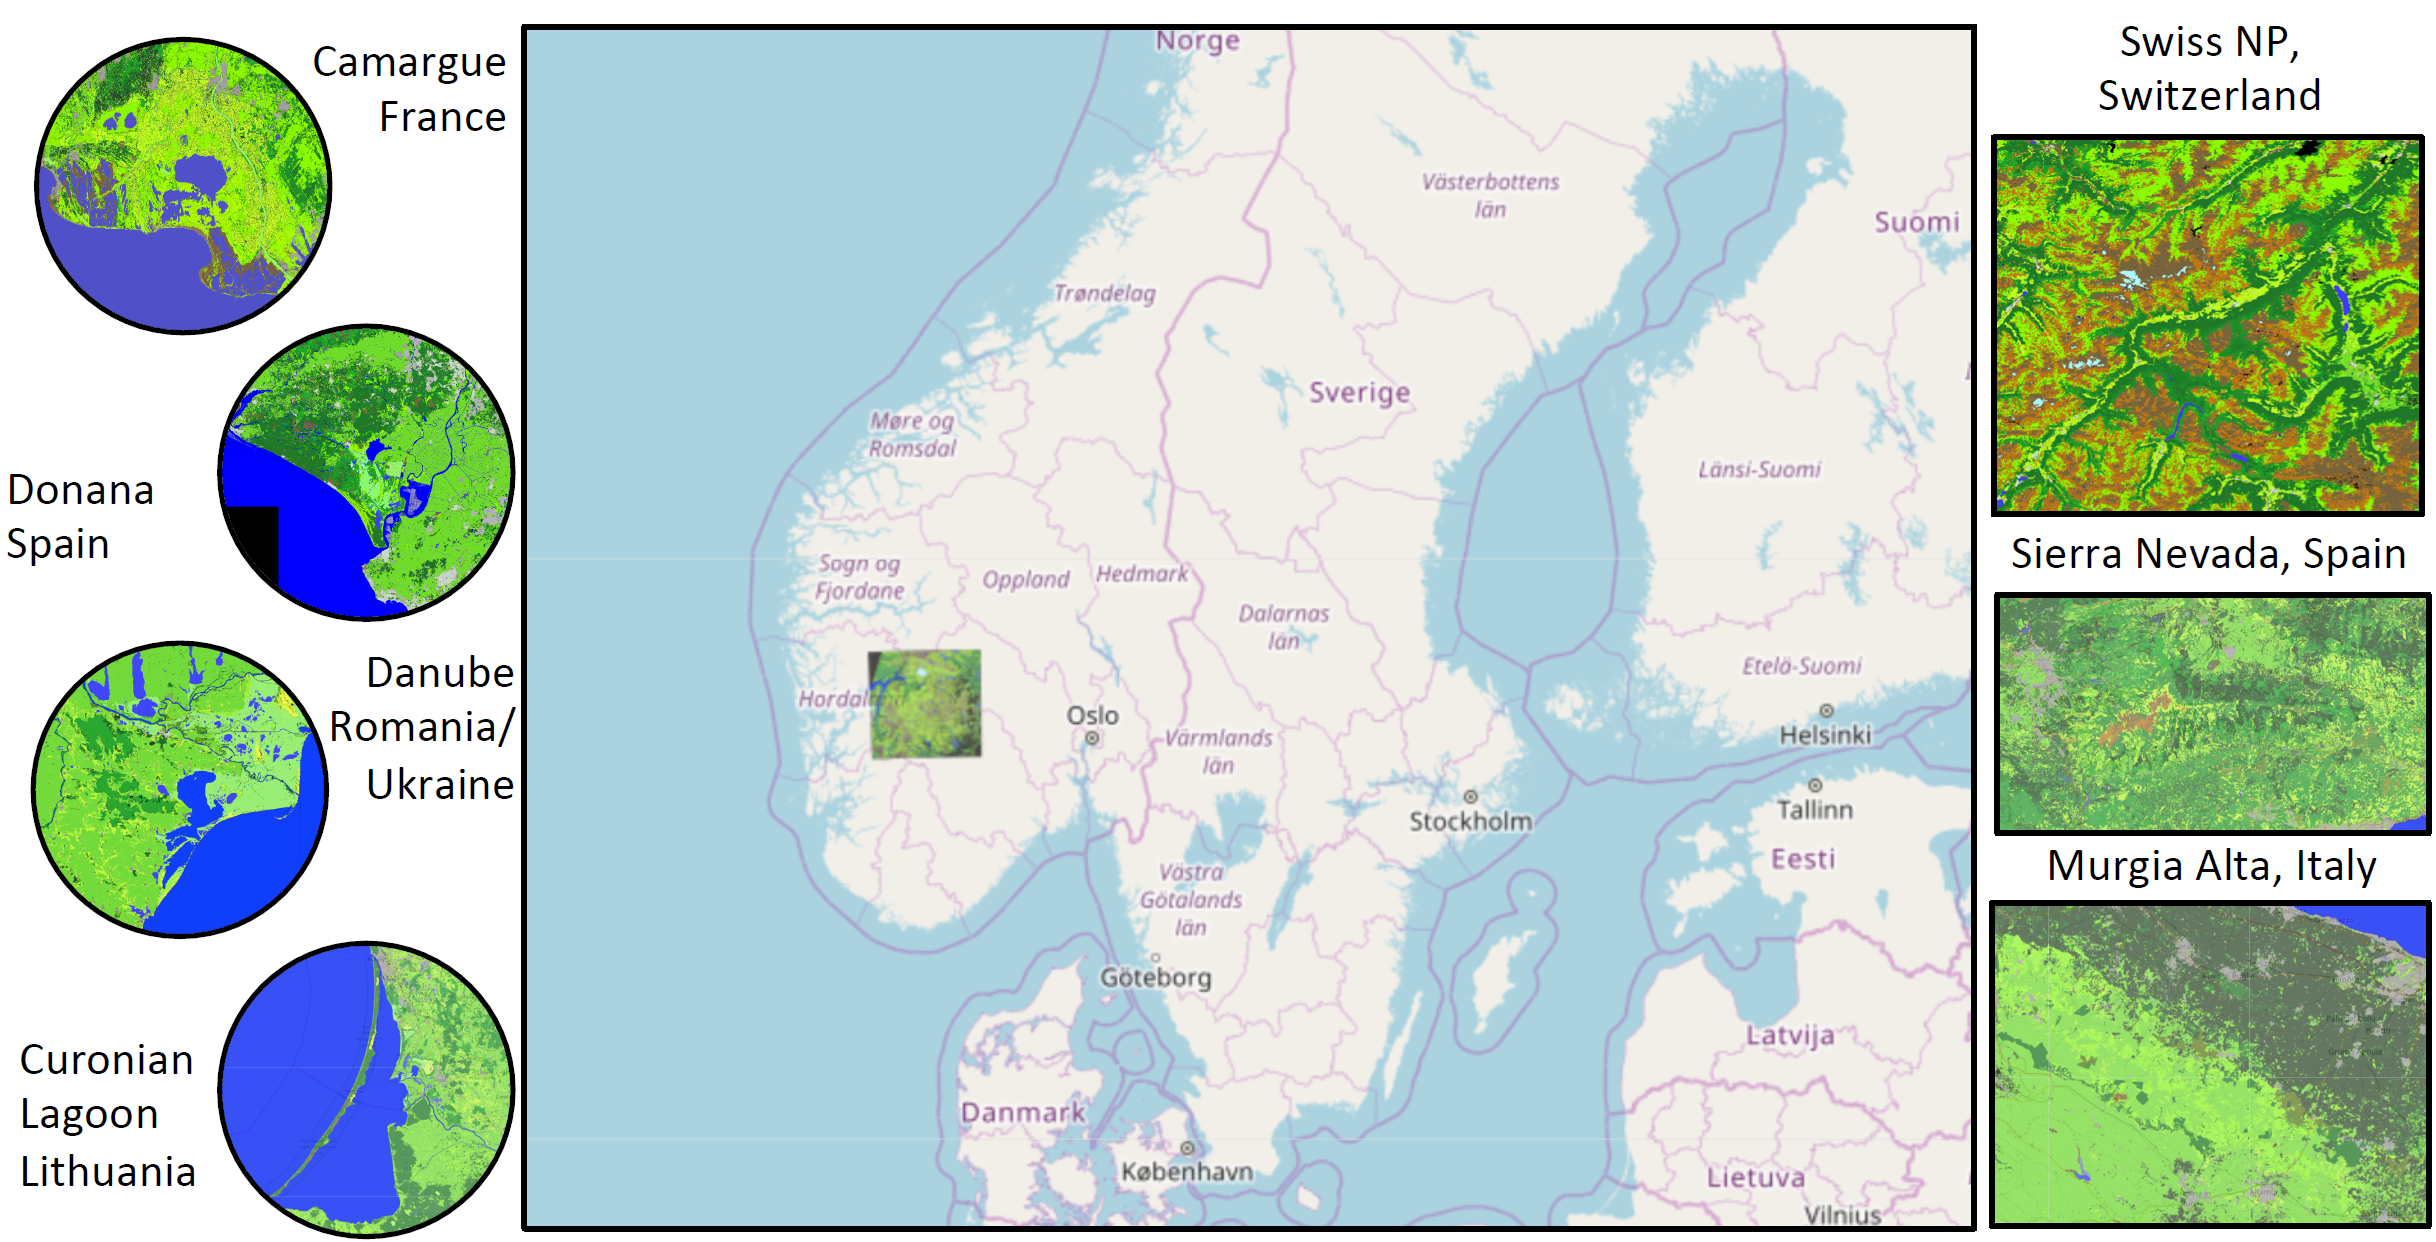 Camargue
France
Donana
Spain
Danube
Romania/
Ukraine
Curonian
Lagoon
Lithuania
Norge
Västerbottens
län
Suomi
Trøndelag
Sverige
Møre og
Romsdal
Länsi-Suomi
Sogn og
Fjordane
Oppland
Hedmark
Dalarnas
län
Etelä-Suomi
Hordal
Oslo
Värmlands
län
Helsinki
Stockholm
Tallinn
Eesti
Västra
Götalands
län
Göteborg
Latvija
Danmark
København
Lietuva
Vilnius
Swiss NP,
Switzerland
Sierra Nevada, Spain
Murgia Alta, Italy